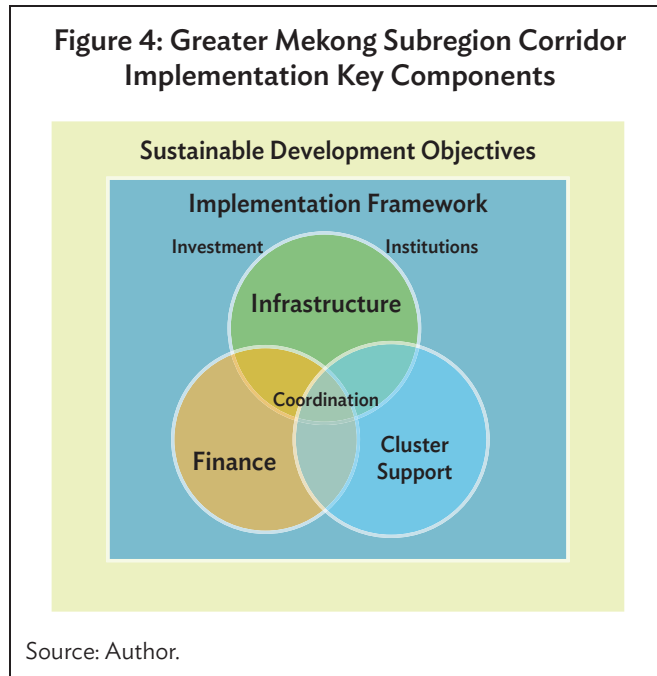 Figure 4: Greater Mekong Subregion Corridor
Implementation Key Components
Sustainable Development Objectives
Implementation Framework
Investment
Institutions
Infrastructure
Coordination
Finance
Cluster
Support
Source: Author.